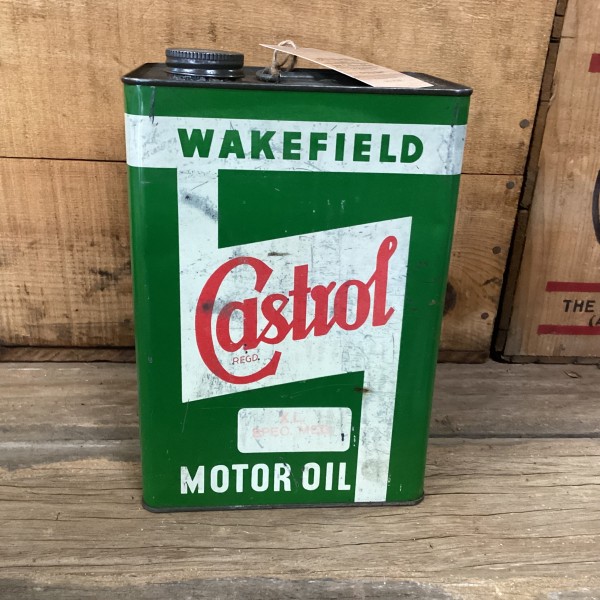 WAKEFIELD
Castrol
REGD.
MOTOR OIL
THE